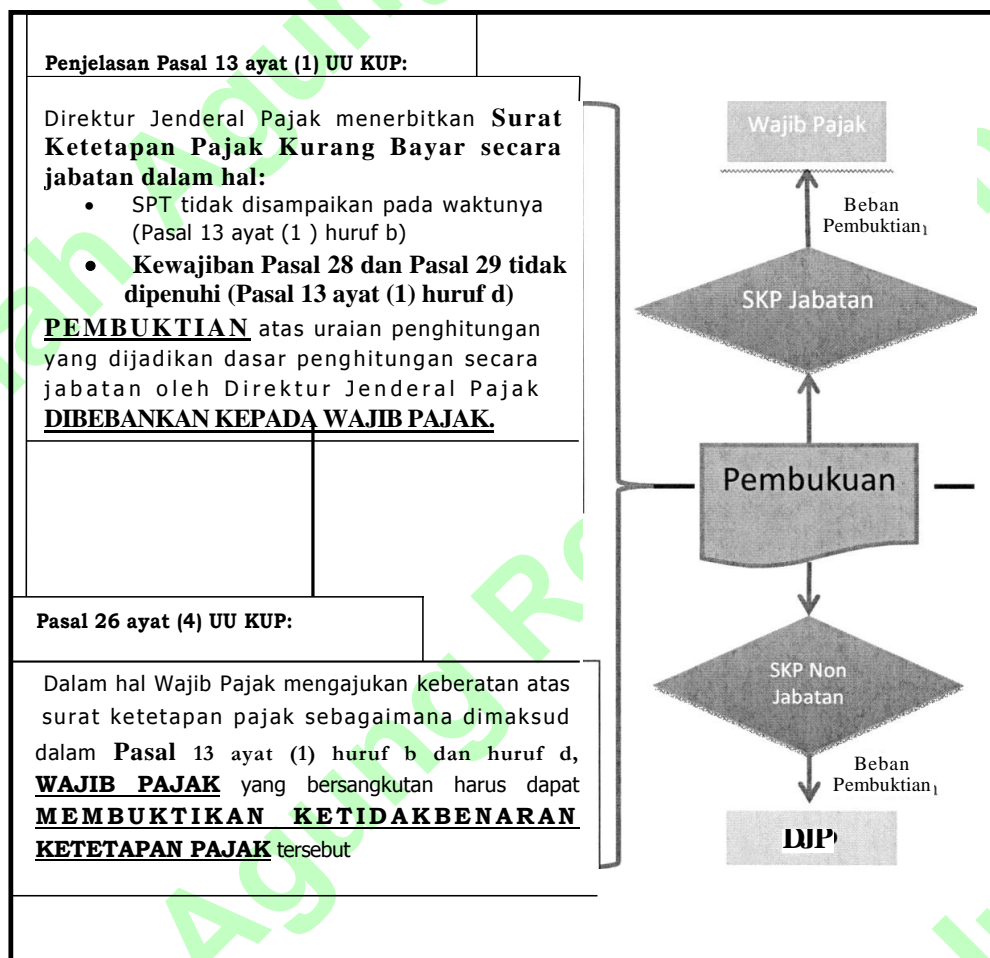 Penjelasan Pasal 13 ayat (1) UU KUP:
Direktur Jenderal Pajak menerbitkan Surat
Ketetapan Pajak Kurang Bayar secara
jabatan dalam hal:
• SPT tidak disampaikan pada waktunya
(Pasal 13 ayat (1 ) huruf b)
• Kewajiban Pasal 28 dan Pasal 29 tidak
dipenuhi (Pasal 13 ayat (1) huruf d)
PEMBUKTIAN atas uraian penghitungan
yang dijadikan dasar penghitungan secara
jabatan oleh Direktur Jenderal Pajak
DIBEBANKAN KEPADA WAJIB PAJAK.
Pasal 26 ayat (4) UU KUP:
Dalam hal Wajib Pajak mengajukan keberatan atas
surat ketetapan pajak sebagaimana dimaksud
dalam Pasal 13 ayat (1) huruf b dan huruf d,
WAJIB PAJAK yang bersangkutan harus dapat
MEMBUKTIKAN KETIDAKBENARAN
KETETAPAN PAJAK tersebut
Wajib Pajak
Beban
Pembuktian₁
SKP Jabatan
Pembukuan
SKP Non
Jabatan
Beban
Pembuktian₁
DJP
Agung